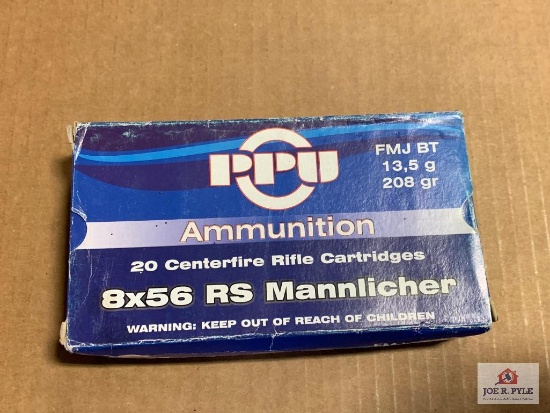 PPU
FMJ BT
13,5 g
208 gr
Ammunition
20 Centerfire Rifle Cartridges
8x56 RS Mannlicher
WARNING: KEEP OUT OF REACH OF CHILDREN
JOE R. PYLE